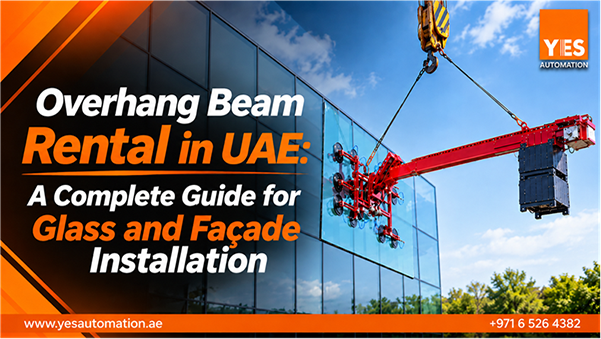 YES
AUTOMATION
Overhang Beam
Rental in UAE:
A Complete Guide for
Glass and Façade
Installation
www.yesautomation.ae
+971 6 526 4382